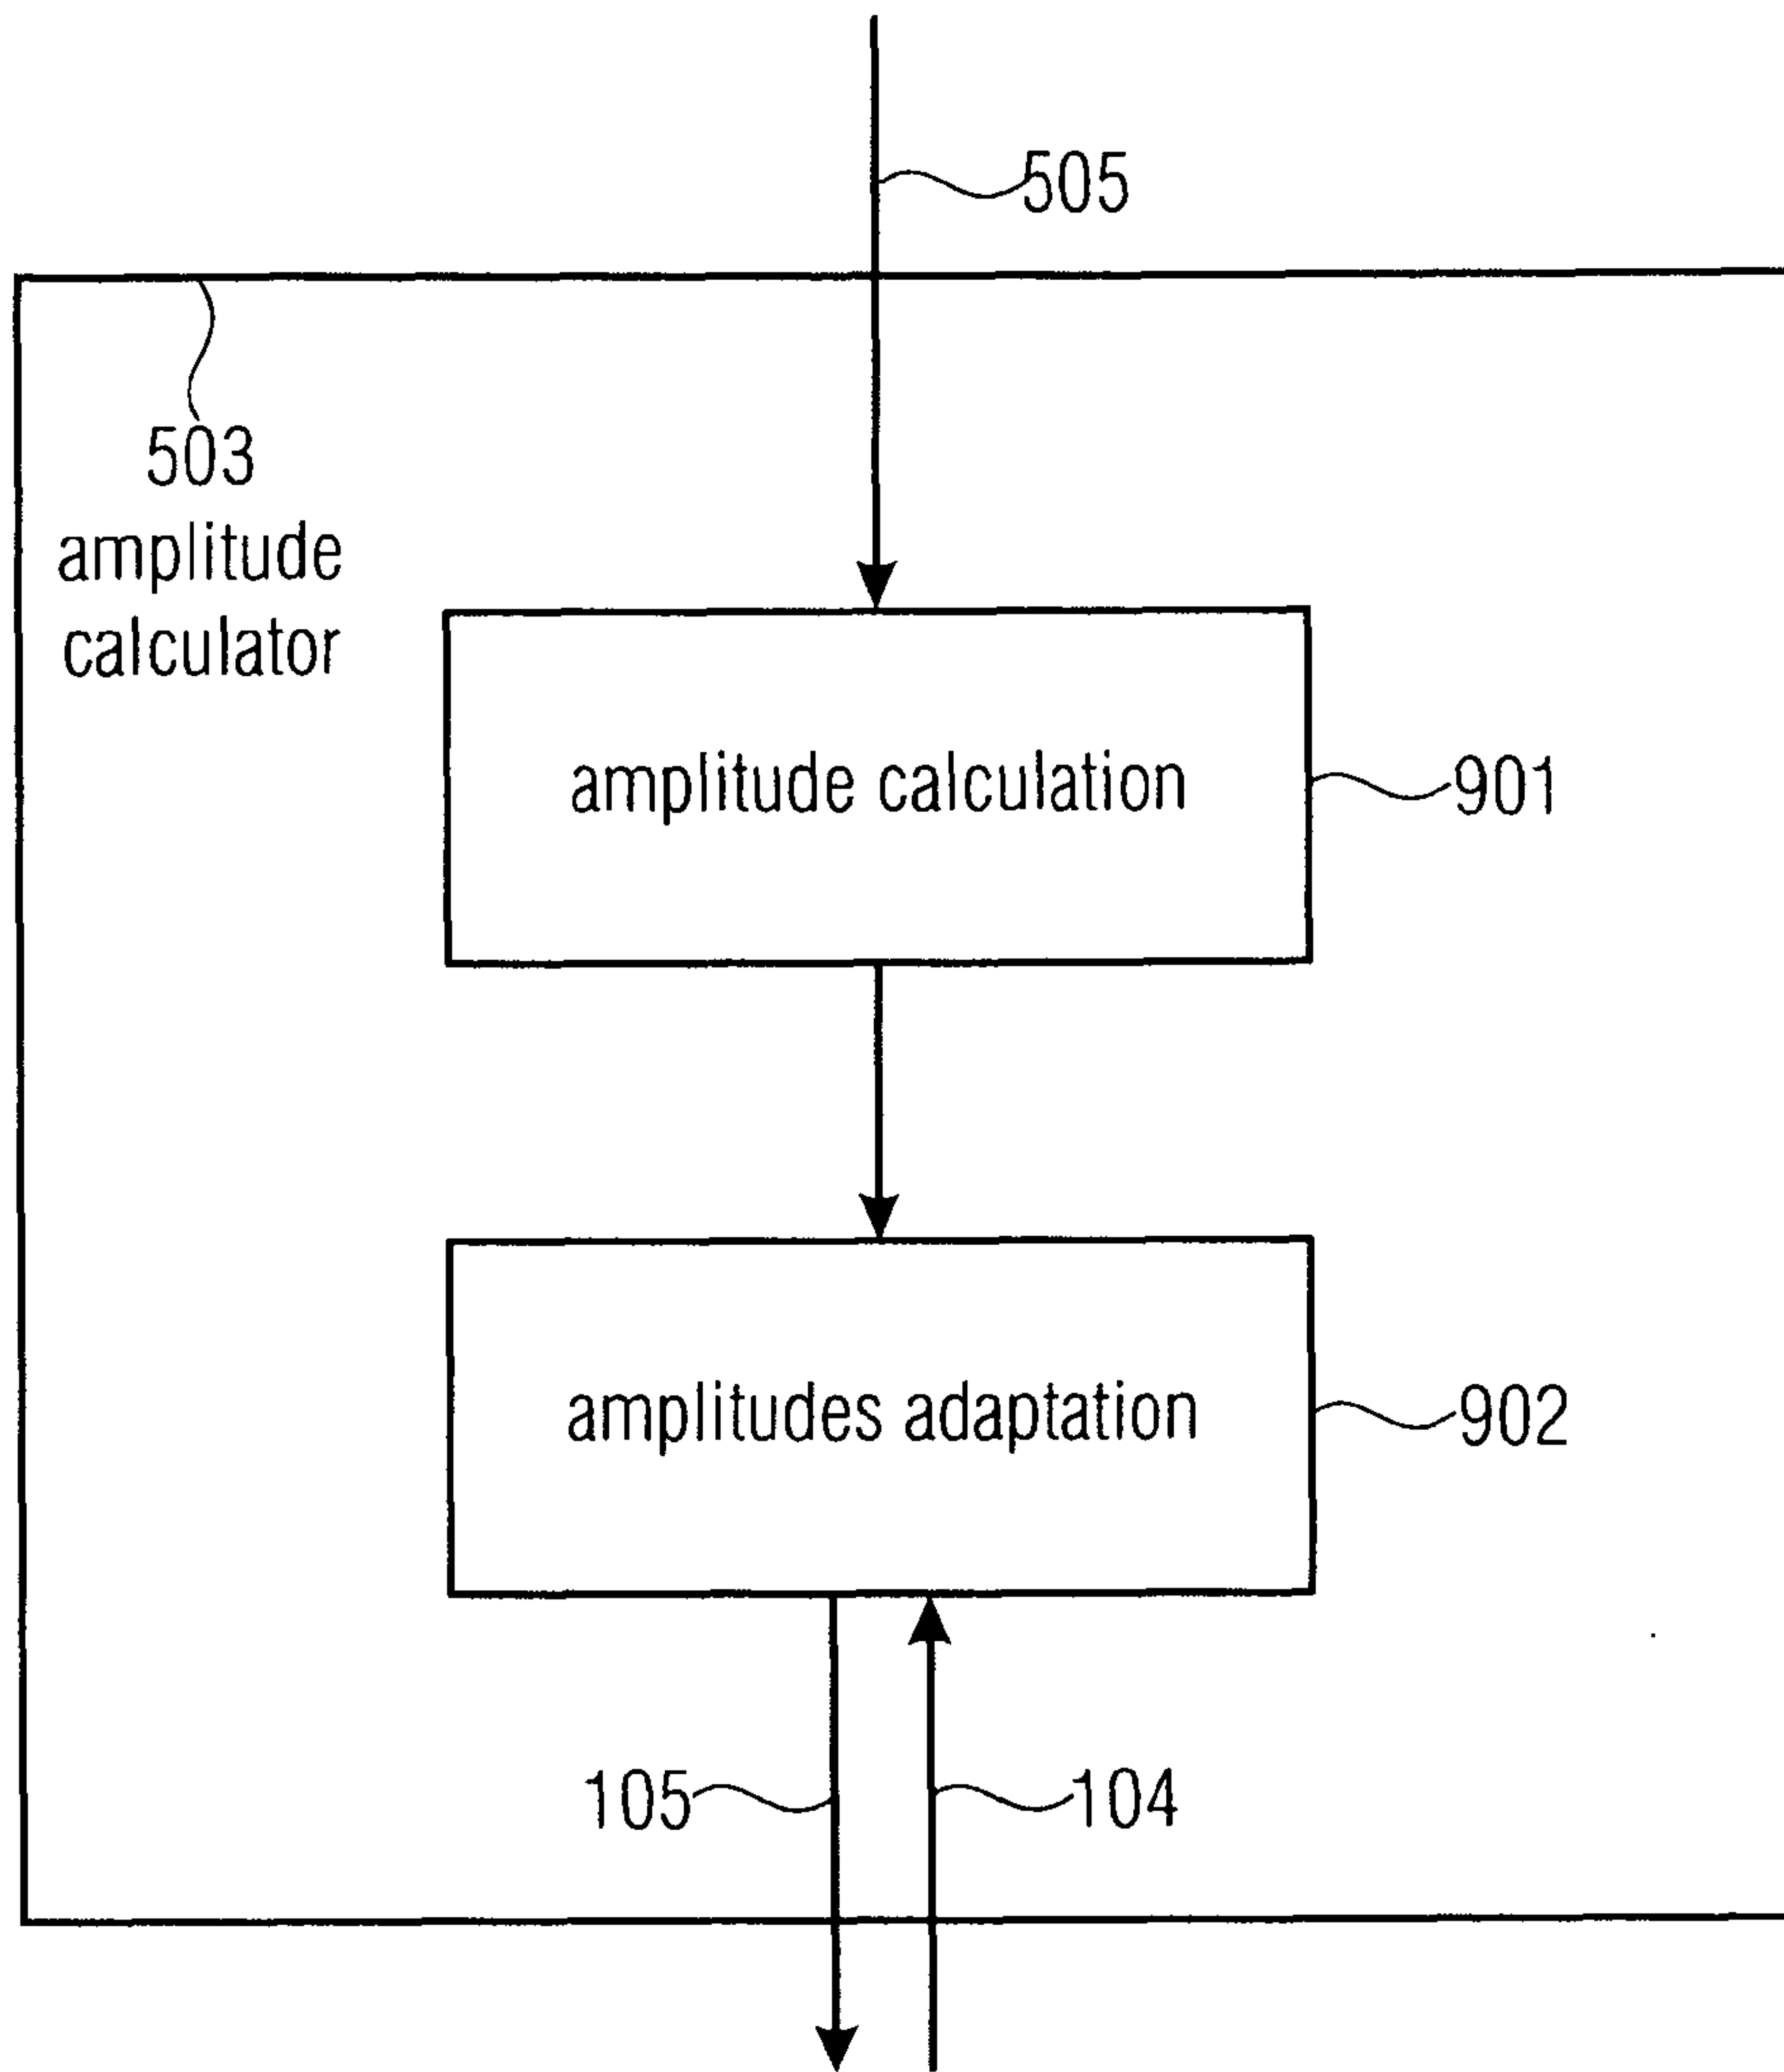 505
503
amplitude
calculator
amplitude calculation
901
amplitudes adaptation
902
105
104